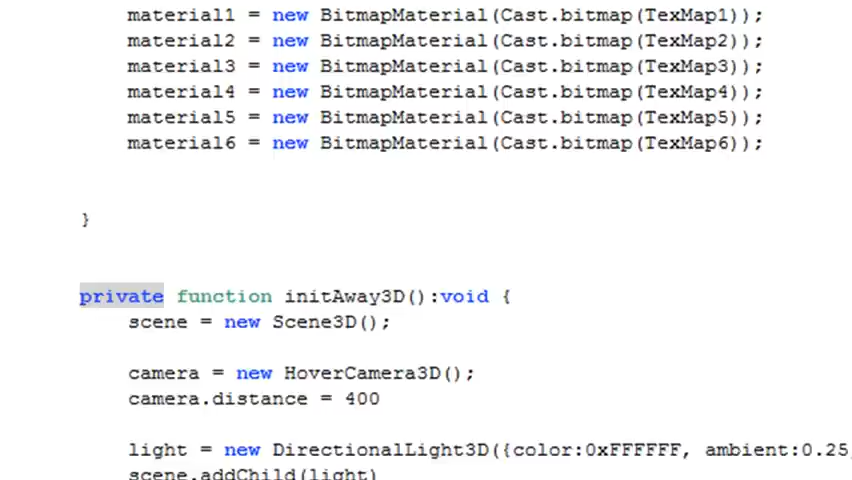 material1 = new BitmapMaterial(Cast.bitmap(TexMap1));
material2 = new BitmapMaterial(Cast.bitmap(TexMap2));
material3 = new BitmapMaterial(Cast.bitmap(TexMap3));
material4 = new BitmapMaterial(Cast.bitmap(TexMap4));
material5 = new BitmapMaterial(Cast.bitmap(TexMap5));
material6 = new BitmapMaterial(Cast.bitmap(TexMap6));
}
private function initAway3D():void {
scene = new Scene3D();
camera = new HoverCamera3D();
camera.distance = 400
light = new DirectionalLight3D({color:0xFFFFFF, ambient:0.25,
scene.addChild(light)